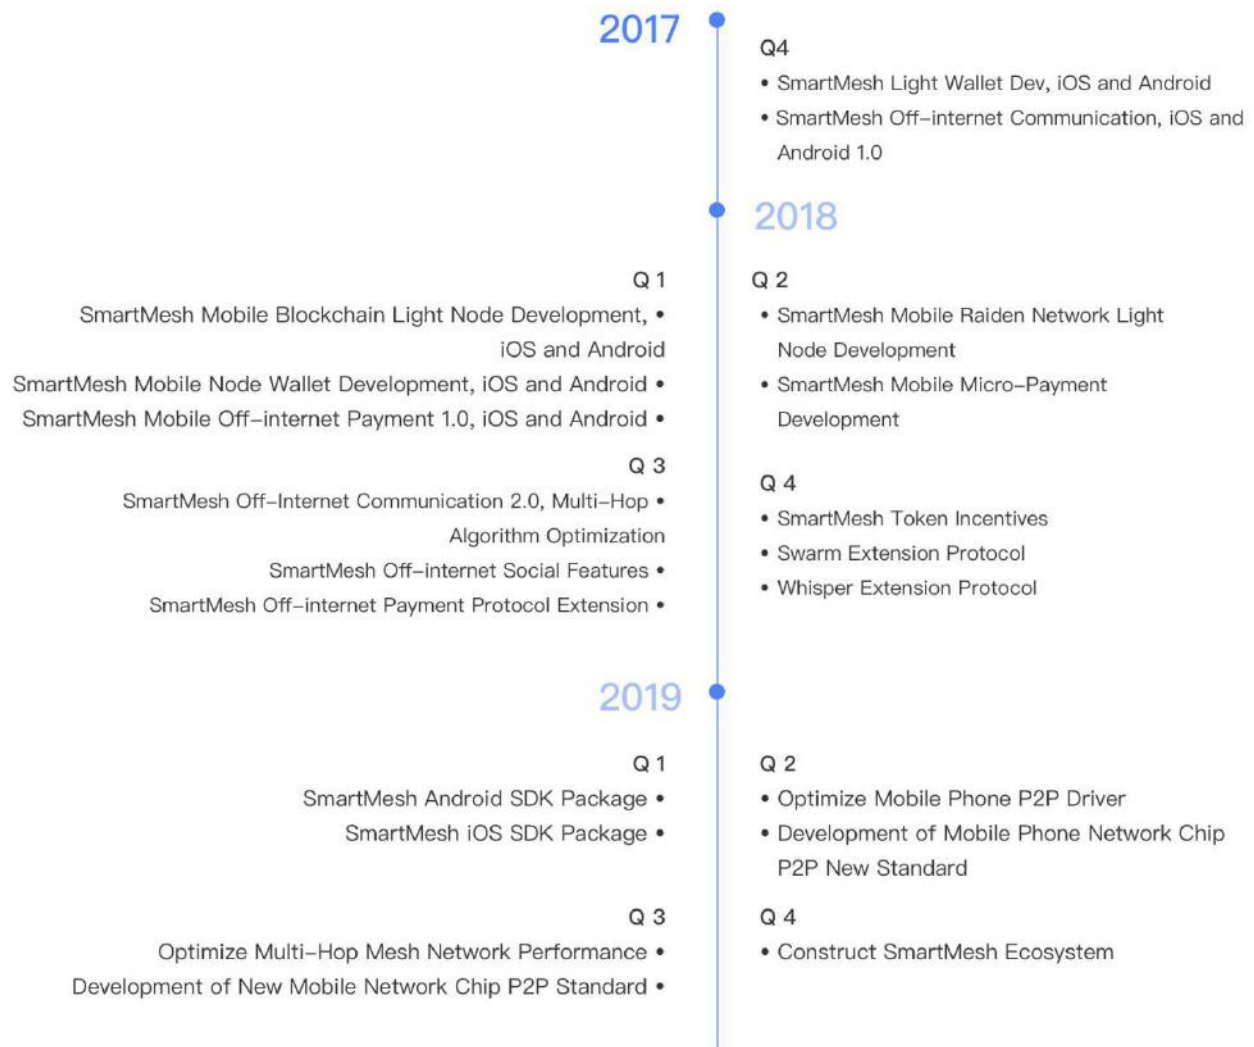 2017
Q4
• SmartMesh Light Wallet Dev, iOS and Android
• SmartMesh Off–internet Communication, iOS and
Android 1.0
2018
Q 1
SmartMesh Mobile Blockchain Light Node Development, •
iOS and Android
SmartMesh Mobile Node Wallet Development, iOS and Android •
SmartMesh Mobile Off–internet Payment 1.0, iOS and Android •
Q 2
• SmartMesh Mobile Raiden Network Light
Node Development
• SmartMesh Mobile Micro–Payment
Development
Q 3
SmartMesh Off–Internet Communication 2.0, Multi–Hop •
Algorithm Optimization
SmartMesh Off–internet Social Features •
SmartMesh Off–internet Payment Protocol Extension •
Q 4
• SmartMesh Token Incentives
• Swarm Extension Protocol
• Whisper Extension Protocol
2019
Q 1
SmartMesh Android SDK Package •
SmartMesh iOS SDK Package •
Q 2
• Optimize Mobile Phone P2P Driver
• Development of Mobile Phone Network Chip
P2P New Standard
Q 3
Optimize Multi–Hop Mesh Network Performance •
Development of New Mobile Network Chip P2P Standard •
Q 4
• Construct SmartMesh Ecosystem